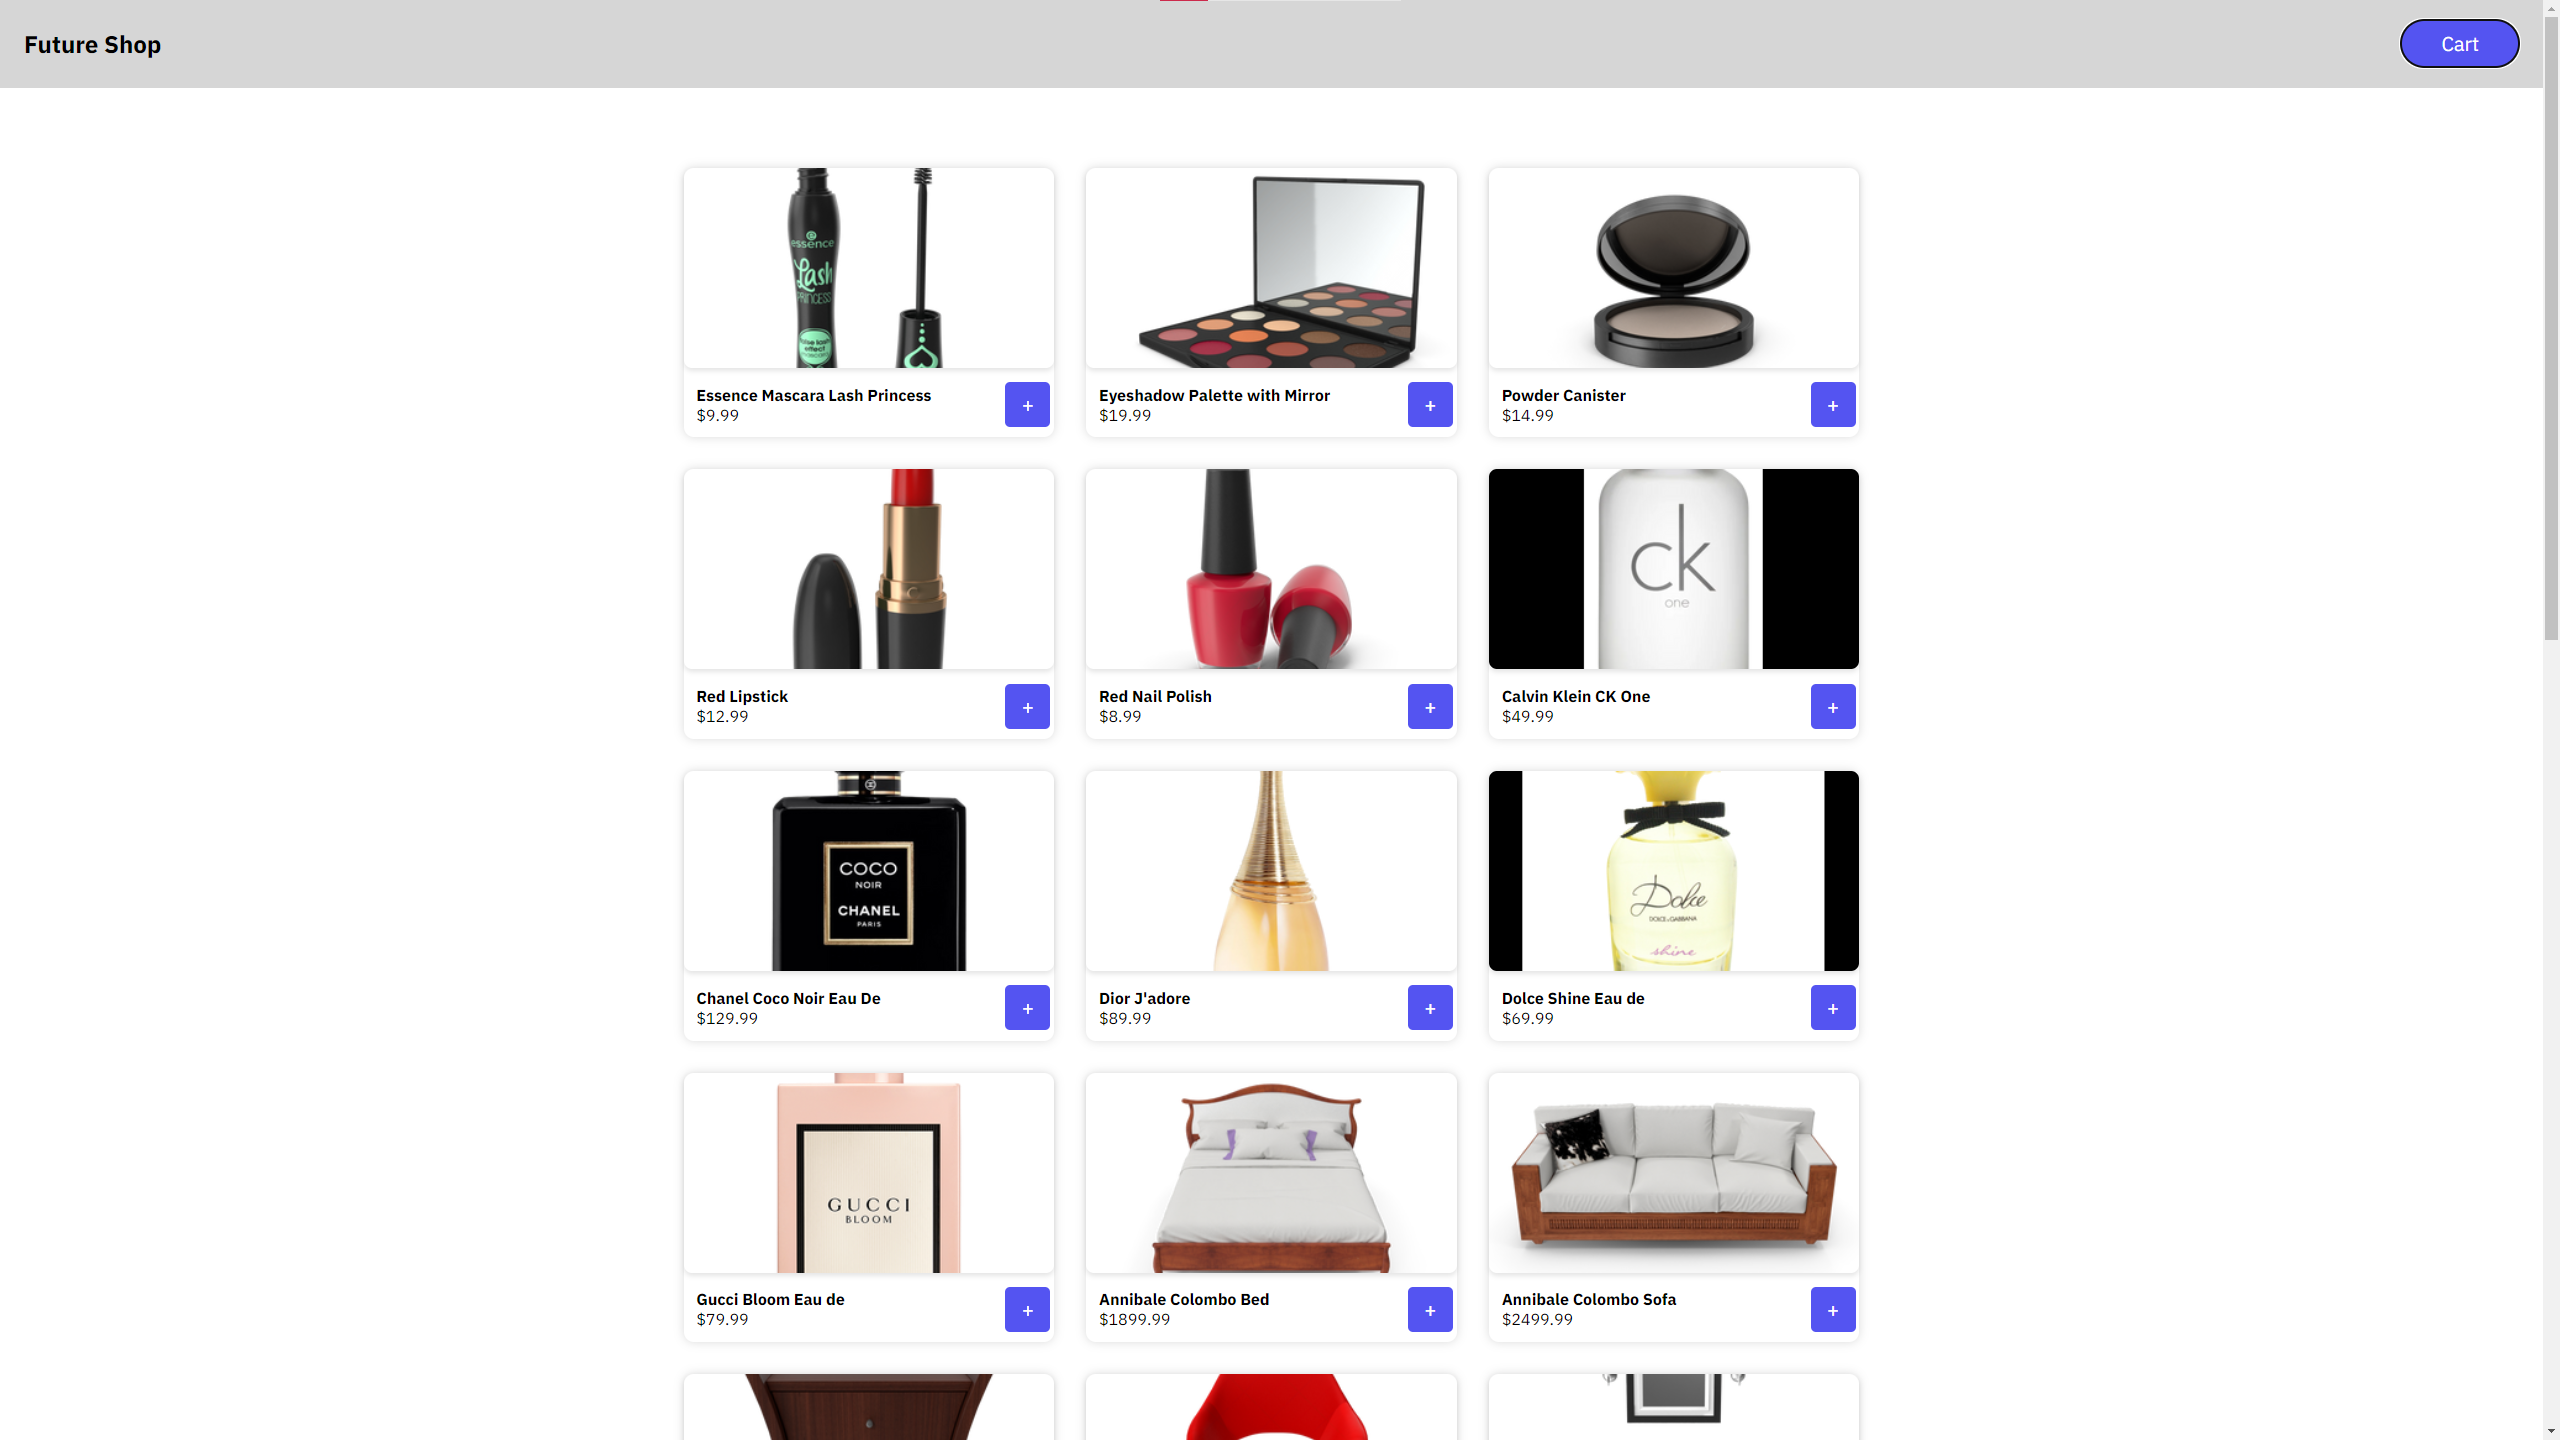 Future Shop
Cart
essence
Lash
PRINCESS
false lash
effect
mascara
Essence Mascara Lash Princess
$9.99
+
Eyeshadow Palette with Mirror
$19.99
+
Powder Canister
$14.99
+
ck
one
Red Lipstick
$12.99
+
Red Nail Polish
$8.99
+
Calvin Klein CK One
$49.99
+
COCO
NOIR
CHANEL
PARIS
Dolce
DOLCE & GABBANA
shine
Chanel Coco Noir Eau De
$129.99
+
Dior J'adore
$89.99
+
Dolce Shine Eau de
$69.99
+
GUCCI
BLOOM
Gucci Bloom Eau de
$79.99
+
Annibale Colombo Bed
$1899.99
+
Annibale Colombo Sofa
$2499.99
+